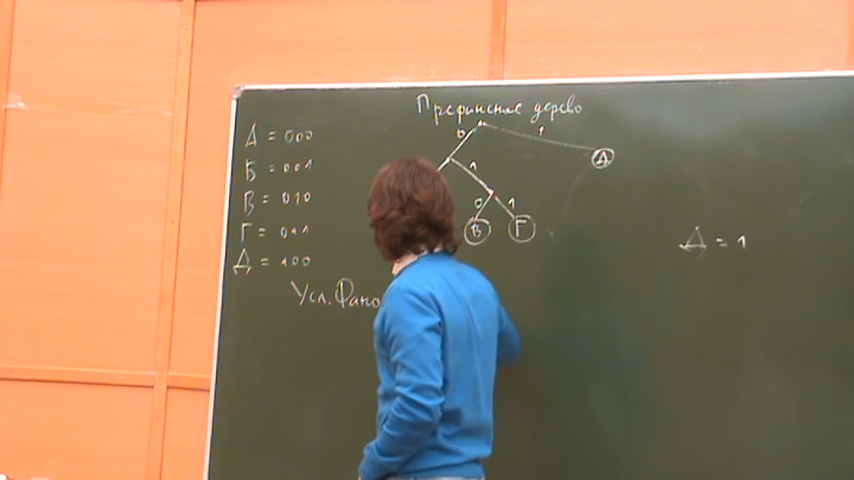 Префиксное дерево
А = 000
Б = 001
В = 010
Г = 011
Д = 100
Усл. Фано
0 1
1
Д
0 1
В Г
Д = 1